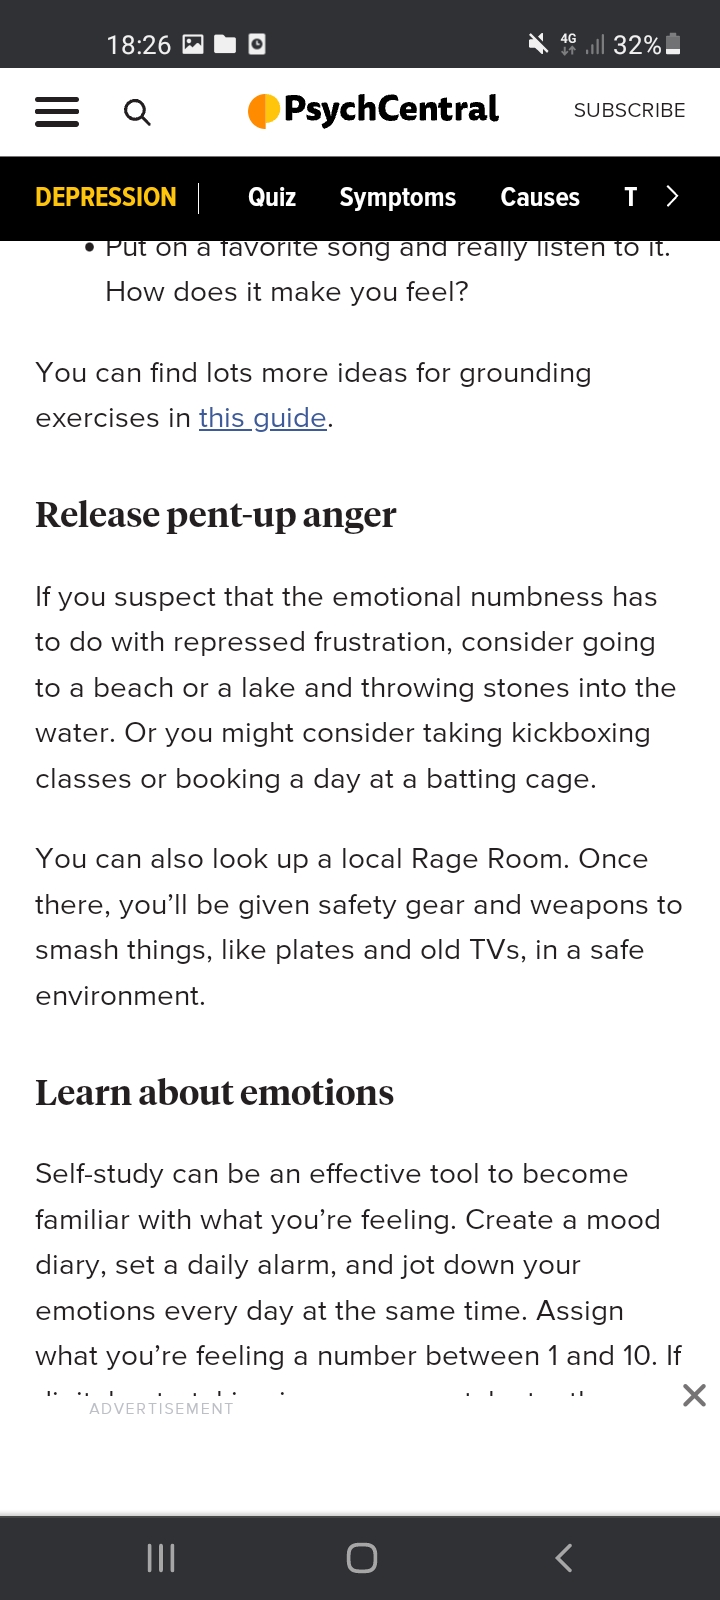 18:26
4G
32%
PsychCentral
SUBSCRIBE
DEPRESSION
Quiz Symptoms Causes T
• Put on a favorite song and really listen to it.
How does it make you feel?
You can find lots more ideas for grounding
exercises in this guide.
Release pent-up anger
If you suspect that the emotional numbness has
to do with repressed frustration, consider going
to a beach or a lake and throwing stones into the
water. Or you might consider taking kickboxing
classes or booking a day at a batting cage.
You can also look up a local Rage Room. Once
there, you’ll be given safety gear and weapons to
smash things, like plates and old TVs, in a safe
environment.
Learn about emotions
Self-study can be an effective tool to become
familiar with what you’re feeling. Create a mood
diary, set a daily alarm, and jot down your
emotions every day at the same time. Assign
what you’re feeling a number between 1 and 10. If
ADVERTISEMENT